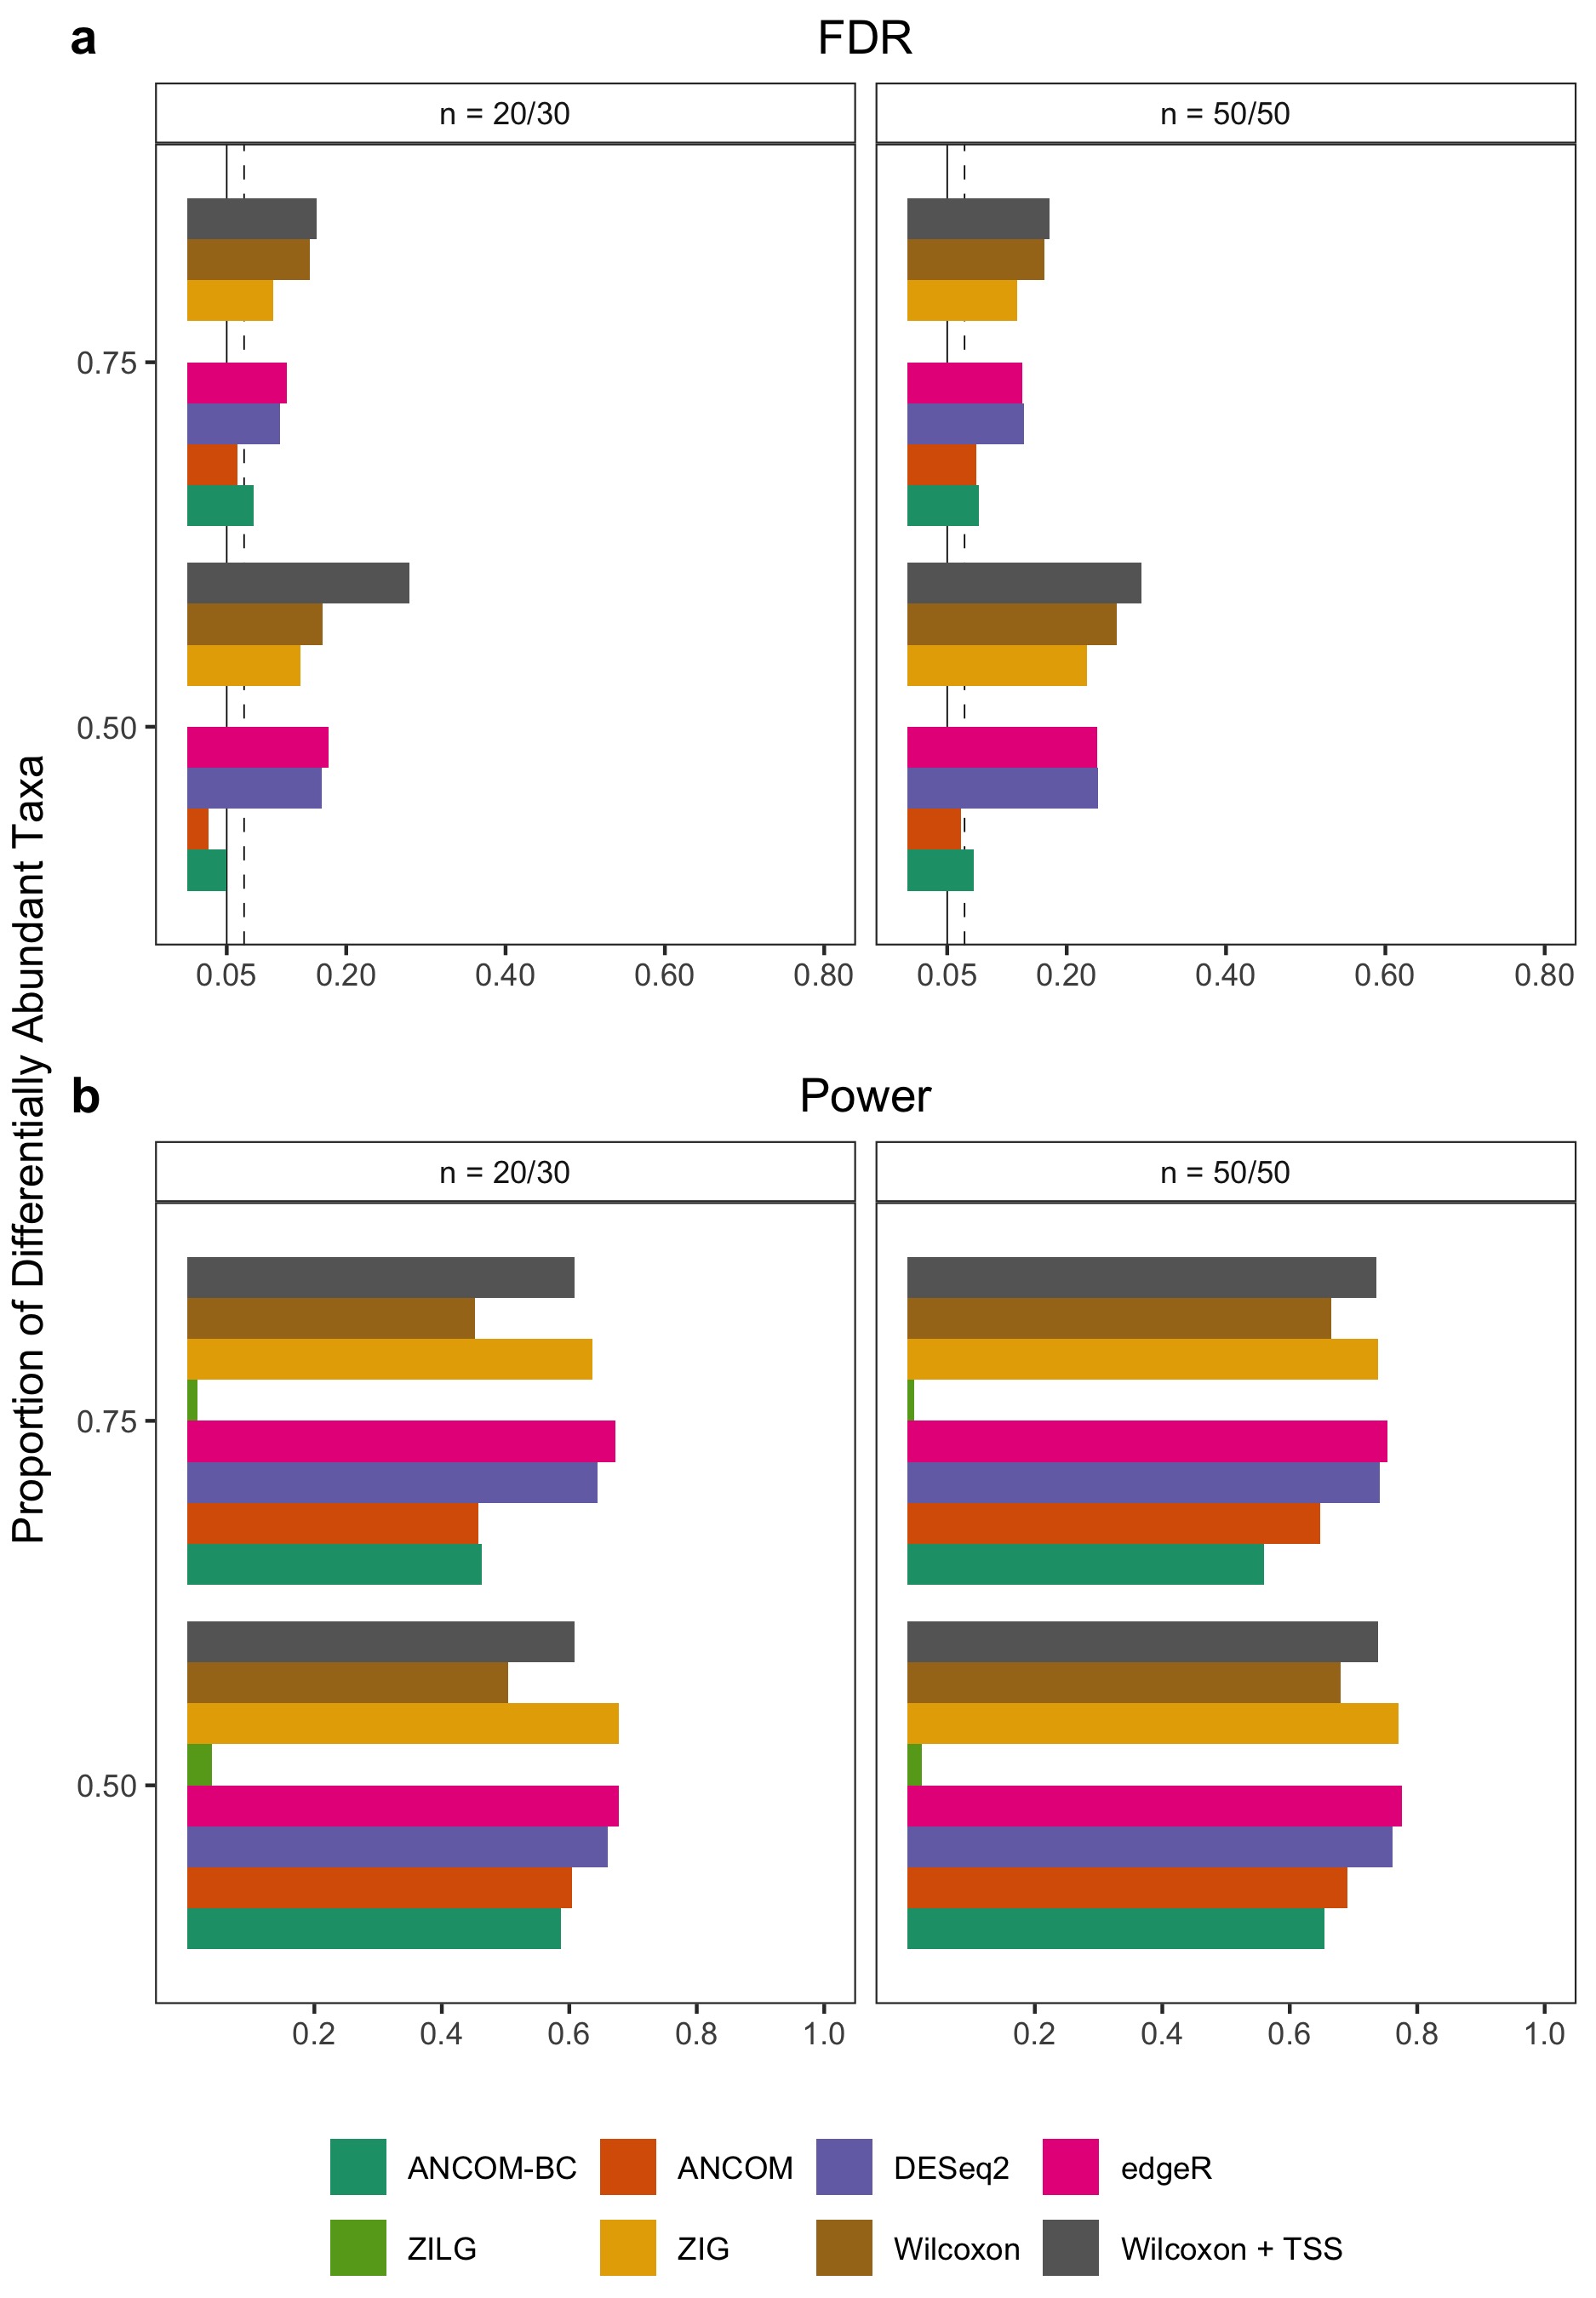 a
FDR
n = 20/30
n = 50/50
0.75
0.50
0.05 0.20 0.40 0.60 0.80
0.05 0.20 0.40 0.60 0.80
Proportion of Differentially Abundant Taxa
b
Power
n = 20/30
n = 50/50
0.75
0.50
0.2 0.4 0.6 0.8 1.0
0.2 0.4 0.6 0.8 1.0
ANCOM-BC ANCOM DESeq2 edgeR
ZILG ZIG Wilcoxon Wilcoxon + TSS